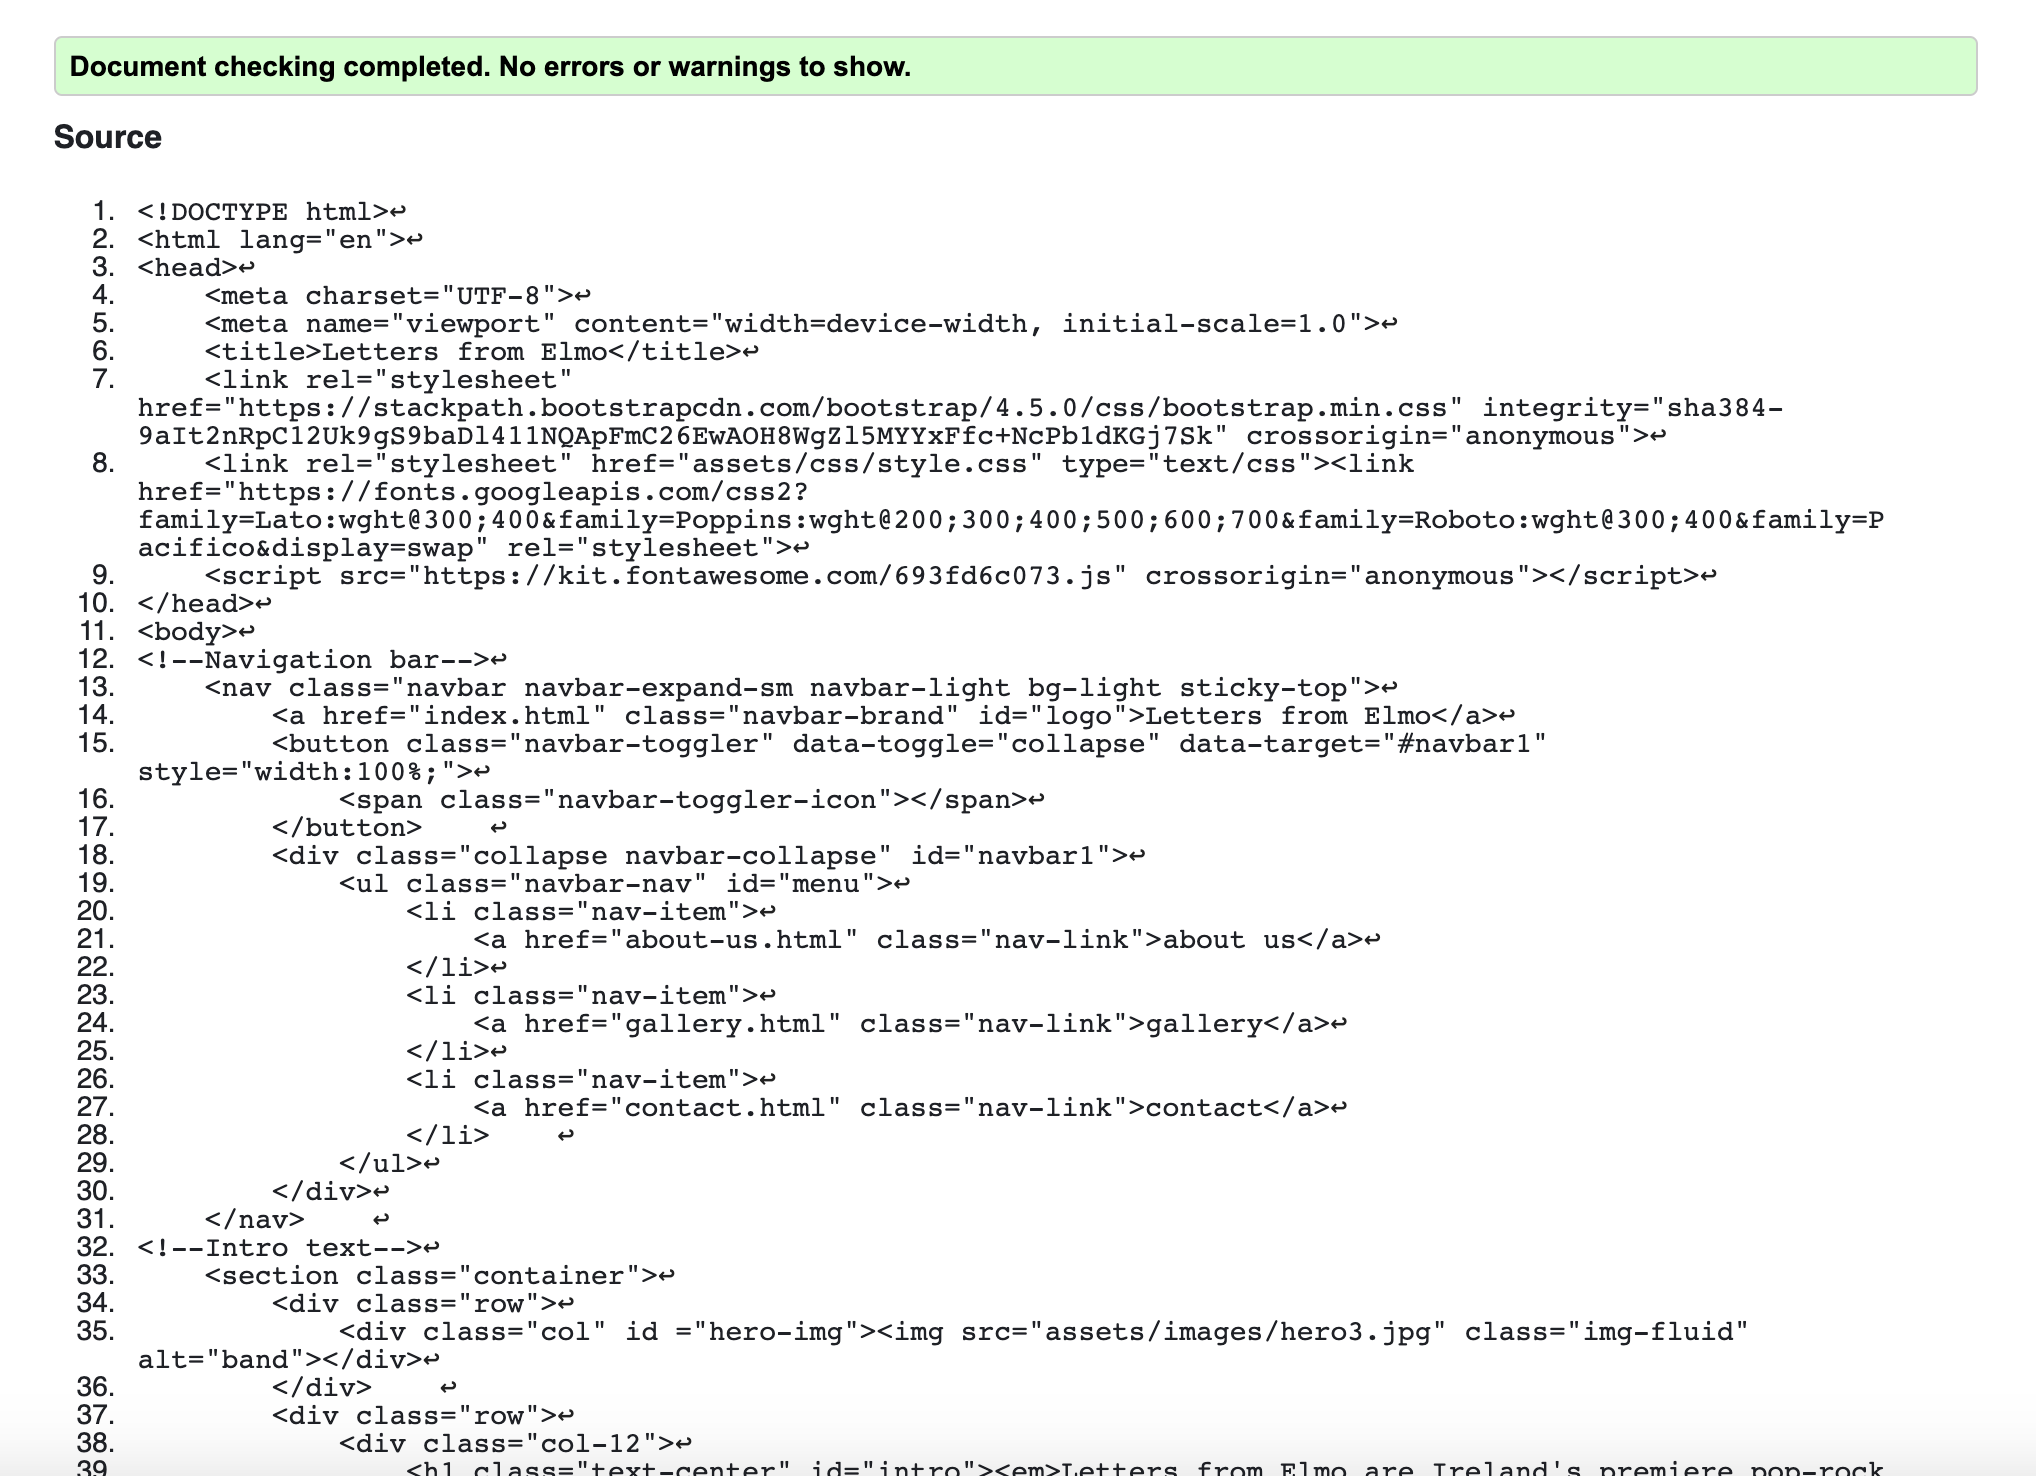 Document checking completed. No errors or warnings to show.
Source
1. <!DOCTYPE html>↩
2. <html lang="en">↩
3. <head>↩
4.     <meta charset="UTF-8">↩
5.     <meta name="viewport" content="width=device-width, initial-scale=1.0">↩
6.     <title>Letters from Elmo</title>↩
7.     <link rel="stylesheet"
href="https://stackpath.bootstrapcdn.com/bootstrap/4.5.0/css/bootstrap.min.css" integrity="sha384-
9aIt2nRpC12Uk9gS9baDl411NQApFmC26EwAOH8WgZl5MYYxFfc+NcPb1dKGj7Sk" crossorigin="anonymous">↩
8.     <link rel="stylesheet" href="assets/css/style.css" type="text/css"><link
href="https://fonts.googleapis.com/css2?
family=Lato:wght@300;400&family=Poppins:wght@200;300;400;500;600;700&family=Roboto:wght@300;400&family=P
acifico&display=swap" rel="stylesheet">↩
9.     <script src="https://kit.fontawesome.com/693fd6c073.js" crossorigin="anonymous"></script>↩
10. </head>↩
11. <body>↩
12. <!--Navigation bar-->↩
13.     <nav class="navbar navbar-expand-sm navbar-light bg-light sticky-top">↩
14.         <a href="index.html" class="navbar-brand" id="logo">Letters from Elmo</a>↩
15.         <button class="navbar-toggler" data-toggle="collapse" data-target="#navbar1"
style="width:100%;">↩
16.             <span class="navbar-toggler-icon"></span>↩
17.         </button>    ↩
18.         <div class="collapse navbar-collapse" id="navbar1">↩
19.             <ul class="navbar-nav" id="menu">↩
20.                 <li class="nav-item">↩
21.                     <a href="about-us.html" class="nav-link">about us</a>↩
22.                 </li>↩
23.                 <li class="nav-item">↩
24.                     <a href="gallery.html" class="nav-link">gallery</a>↩
25.                 </li>↩
26.                 <li class="nav-item">↩
27.                     <a href="contact.html" class="nav-link">contact</a>↩
28.                 </li>    ↩
29.             </ul>↩
30.         </div>↩
31.     </nav>    ↩
32. <!--Intro text-->↩
33.     <section class="container">↩
34.         <div class="row">↩
35.             <div class="col" id ="hero-img"><img src="assets/images/hero3.jpg" class="img-fluid"
alt="band"></div>↩
36.         </div>    ↩
37.         <div class="row">↩
38.             <div class="col-12">↩
39.                 <h1 class="text-center" id="intro"><em>Letters from Elmo are Ireland's premiere pop-rock